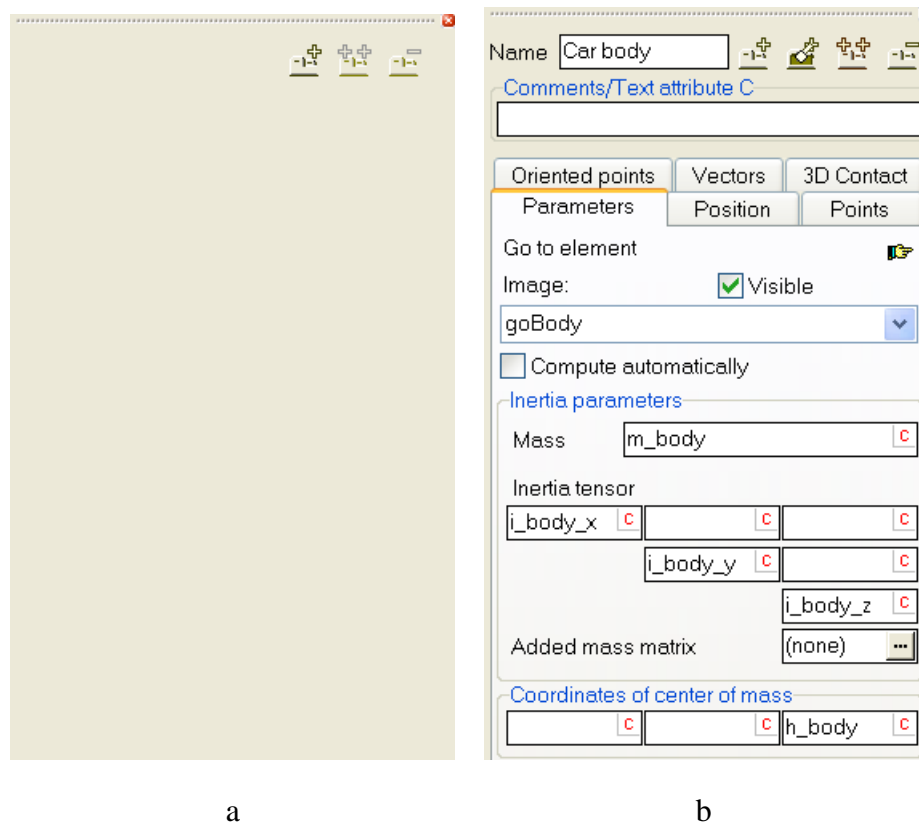 Name Car body
Comments/Text attribute C
Oriented points Vectors 3D Contact
Parameters Position Points
Go to element
Image: Visible
goBody
Compute automatically
Inertia parameters
Mass m_body C
Inertia tensor
i_body_x C C C
i_body_y C C
i_body_z C
Added mass matrix (none) ...
Coordinates of center of mass
C C h_body C
a b